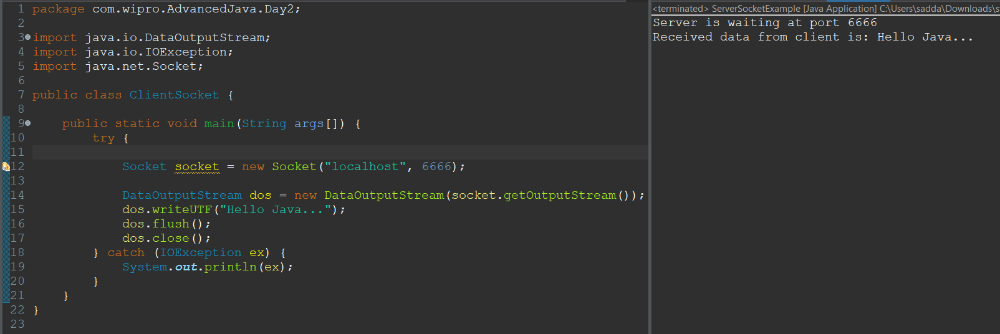 1 package com.wipro.AdvancedJava.Day2;
2
3 import java.io.DataOutputStream;
4 import java.io.IOException;
5 import java.net.Socket;
6
7 public class ClientSocket {
8
9     public static void main(String args[]) {
10         try {
11
12             Socket socket = new Socket("localhost", 6666);
13
14             DataOutputStream dos = new DataOutputStream(socket.getOutputStream());
15             dos.writeUTF("Hello Java...");
16             dos.flush();
17             dos.close();
18         } catch (IOException ex) {
19             System.out.println(ex);
20         }
21     }
22 }
23
<terminated> ServerSocketExample [Java Application] C:\Users\sadda\Downloads\s
Server is waiting at port 6666
Received data from client is: Hello Java...